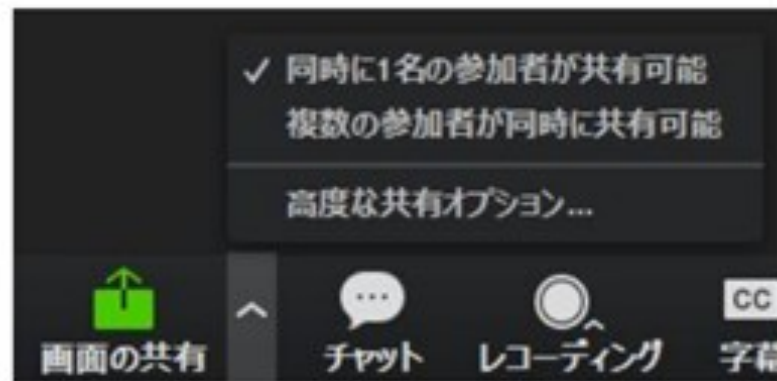 同時に1名の参加者が共有可能
複数の参加者が同時に共有可能
高度な共有オプション...
CC
画面の共有 チャット レコーディング 字幕